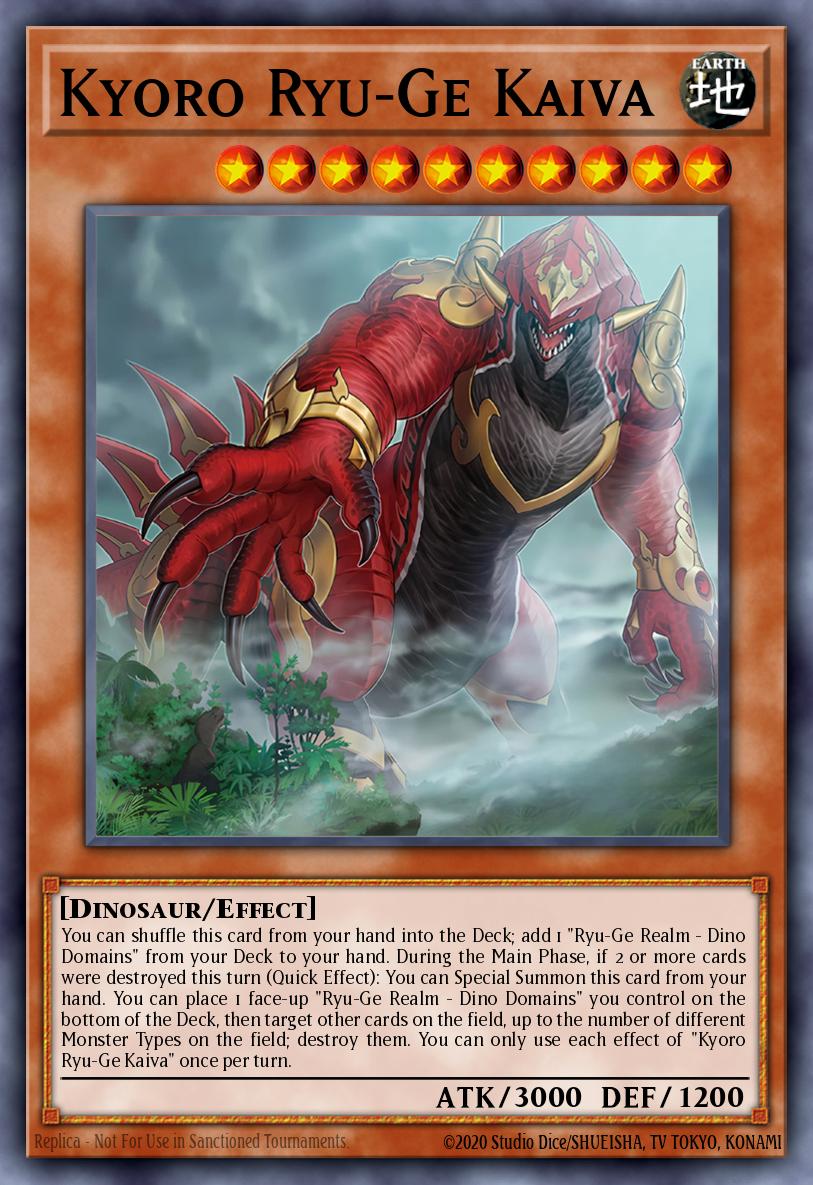 Kyoro Ryu-Ge Kaiva
EARTH
地
[Dinosaur/Effect]
You can shuffle this card from your hand into the Deck; add 1 "Ryu-Ge Realm - Dino
Domains" from your Deck to your hand. During the Main Phase, if 2 or more cards
were destroyed this turn (Quick Effect): You can Special Summon this card from your
hand. You can place 1 face-up "Ryu-Ge Realm - Dino Domains" you control on the
bottom of the Deck, then target other cards on the field, up to the number of different
Monster Types on the field; destroy them. You can only use each effect of "Kyoro
Ryu-Ge Kaiva" once per turn.
ATK/3000 DEF/1200
Replica - Not For Use in Sanctioned Tournaments.
©2020 Studio Dice/SHUEISHA, TV TOKYO, KONAMI